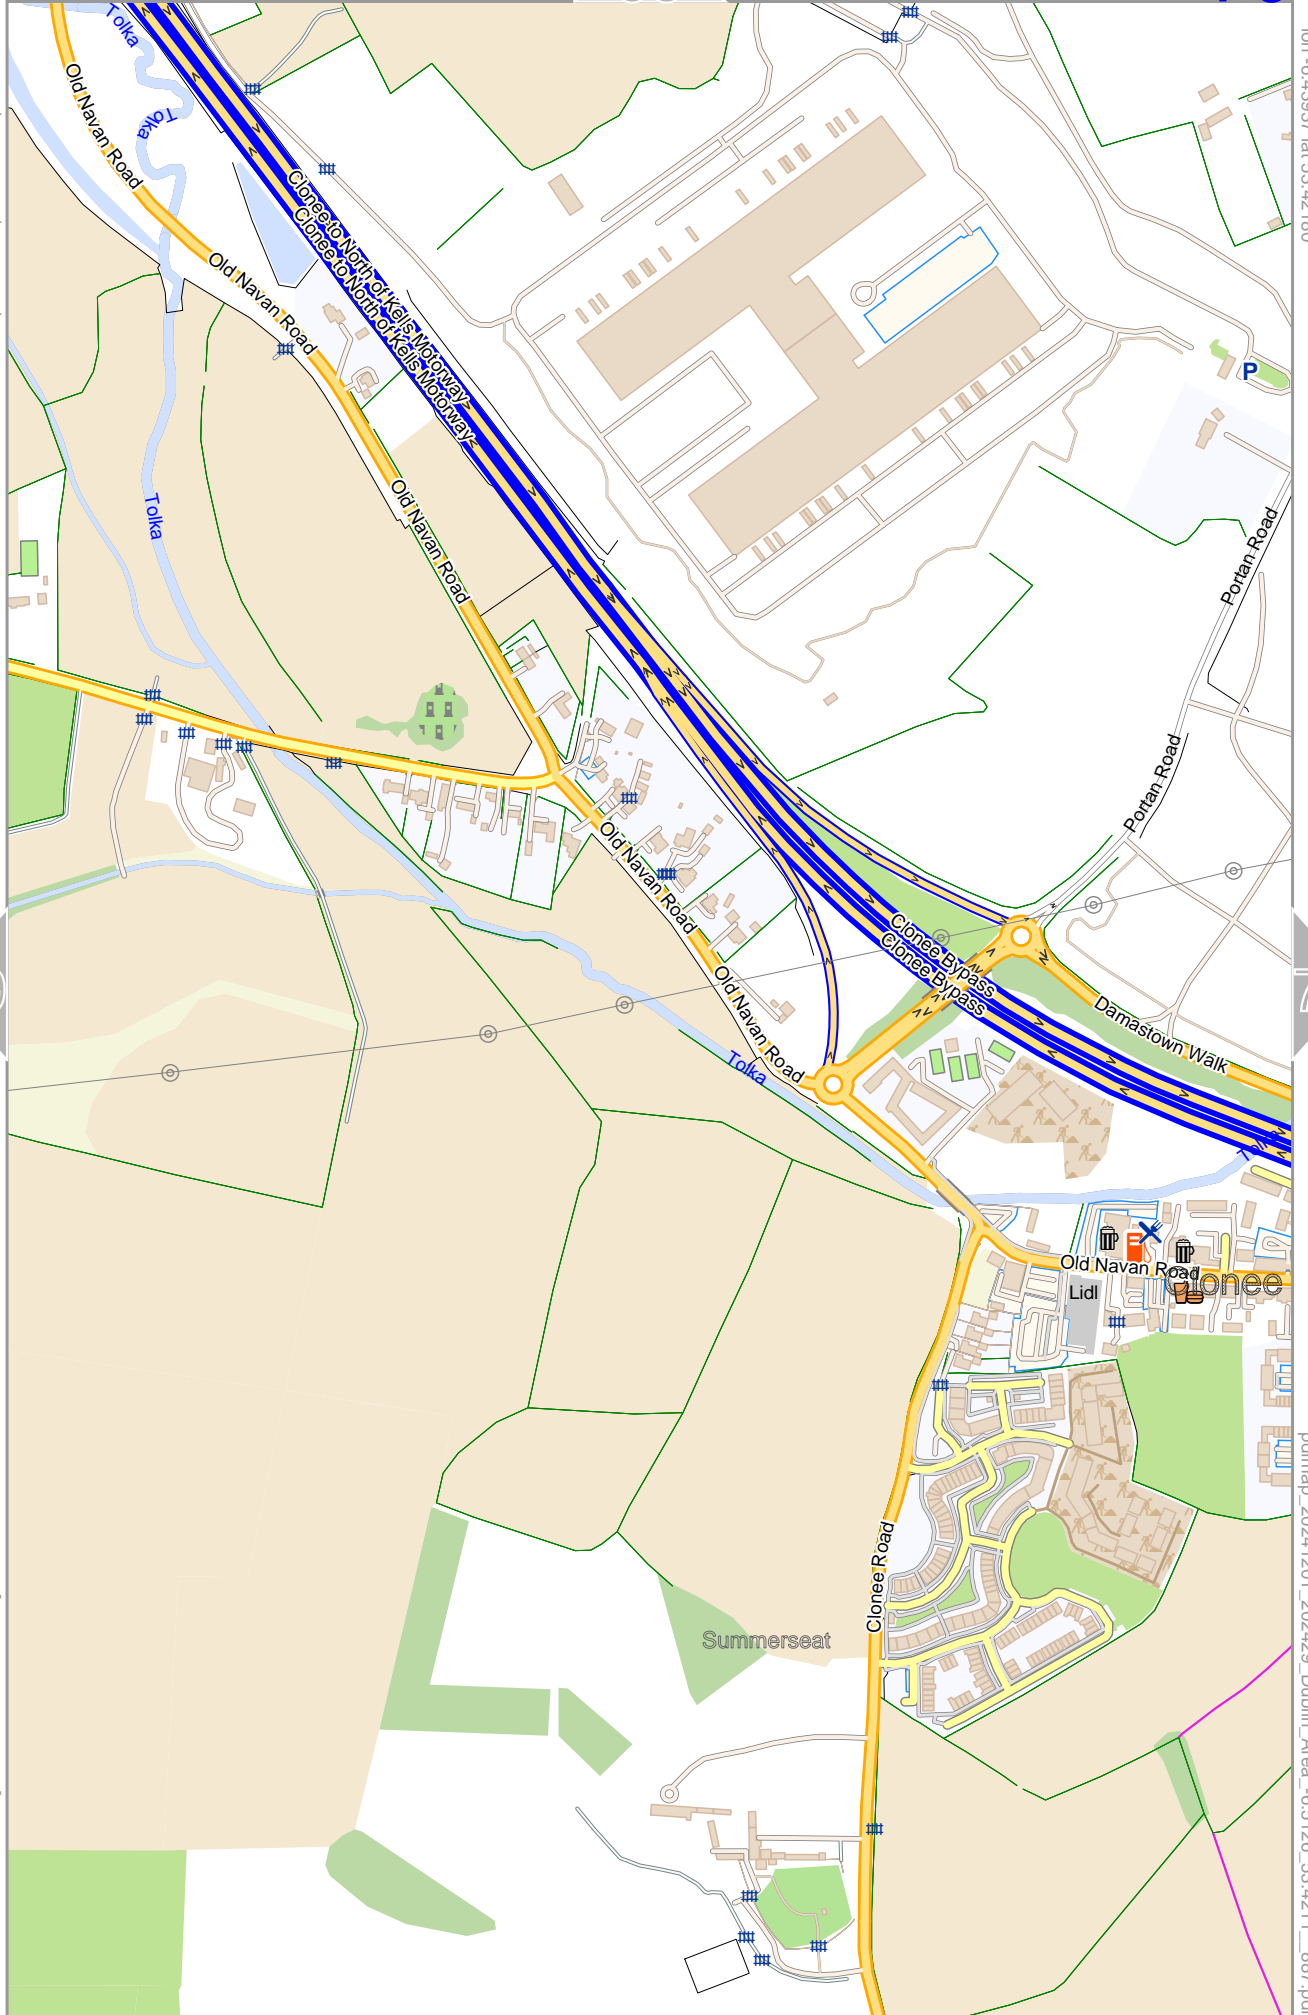 Tolka
Old Navan Road
Tolka
Clonee to North of Kells Motorway
Clonee to North of Kells Motorway
Old Navan Road
P
Tolka
Old Navan Road
Portan Road
Portan Road
Old Navan Road
Clonee Bypass
Clonee Bypass
Old Navan Road
Damastown Walk
Tolka
Tolka
Old Navan Road
Clonee
Lidl
Clonee Road
Summerseat